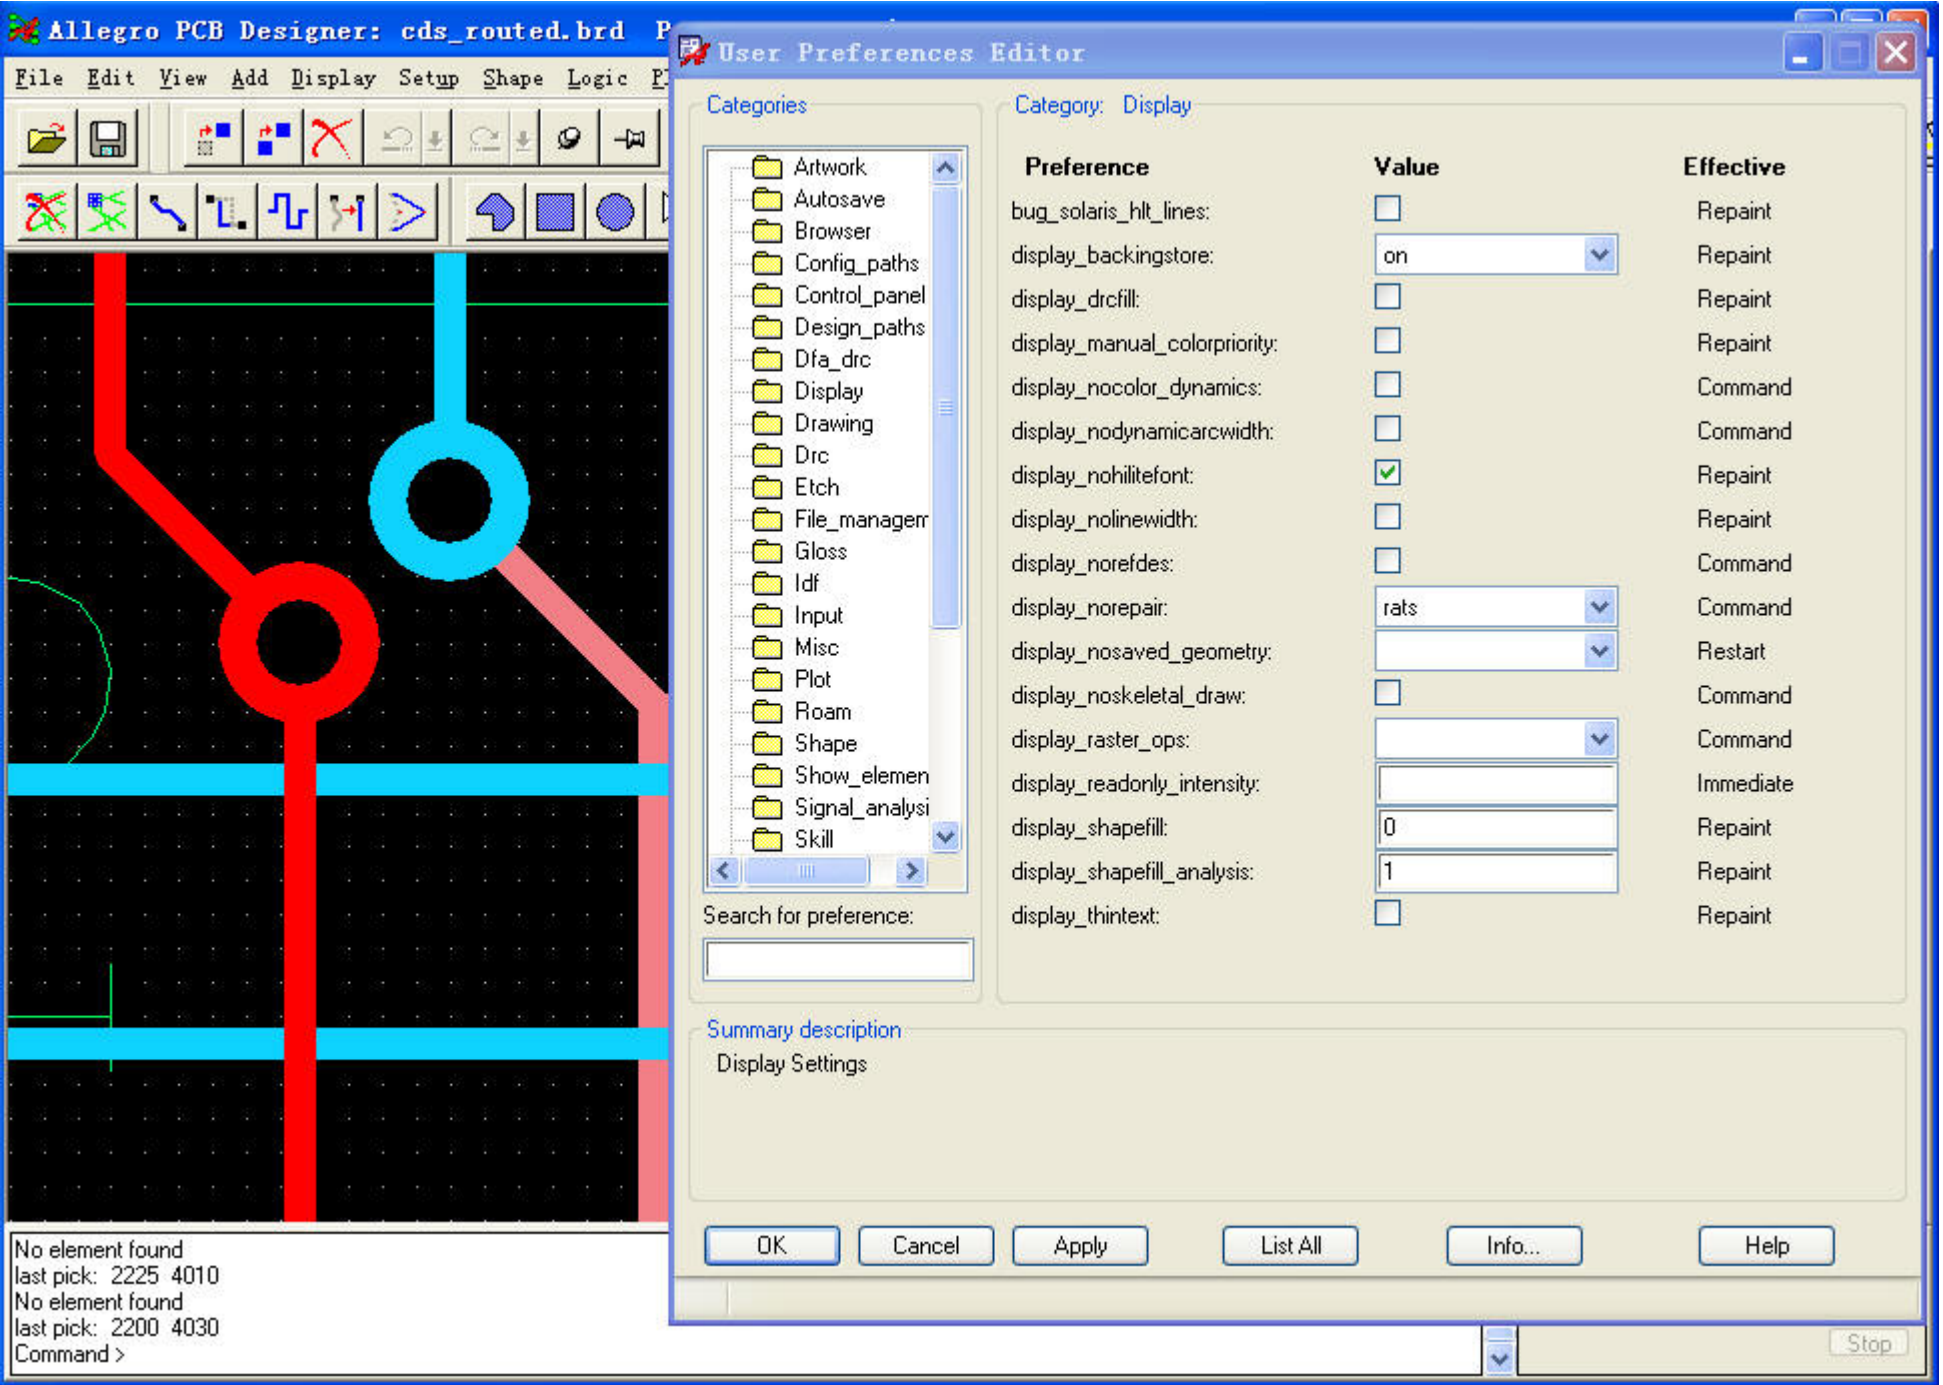 Allegro PCB Designer: cds_routed.brd
User Preferences Editor
File Edit View Add Display Setup Shape Logic
Categories
Artwork
Autosave
Browser
Config_paths
Control_panel
Design_paths
Dfa_drc
Display
Drawing
Drc
Etch
File_managem
Gloss
Idf
Input
Misc
Plot
Roam
Shape
Show_elemen
Signal_analysi
Skill
Search for preference:
Category: Display
Preference Value Effective
bug_solaris_hlt_lines: Repaint
display_backingstore: on Repaint
display_drcfill: Repaint
display_manual_colorpriority: Repaint
display_nocolor_dynamics: Command
display_nodynamicarcwidth: Command
display_nohilitefont: Repaint
display_nolinewidth: Repaint
display_norefdes: Command
display_norepair: rats Command
display_nosaved_geometry: Restart
display_noskeletal_draw: Command
display_raster_ops: Command
display_readonly_intensity: Immediate
display_shapefill: 0 Repaint
display_shapefill_analysis: 1 Repaint
display_thintext: Repaint
Summary description
Display Settings
OK Cancel Apply List All Info... Help
No element found
last pick: 2225 4010
No element found
last pick: 2200 4030
Command >
Stop